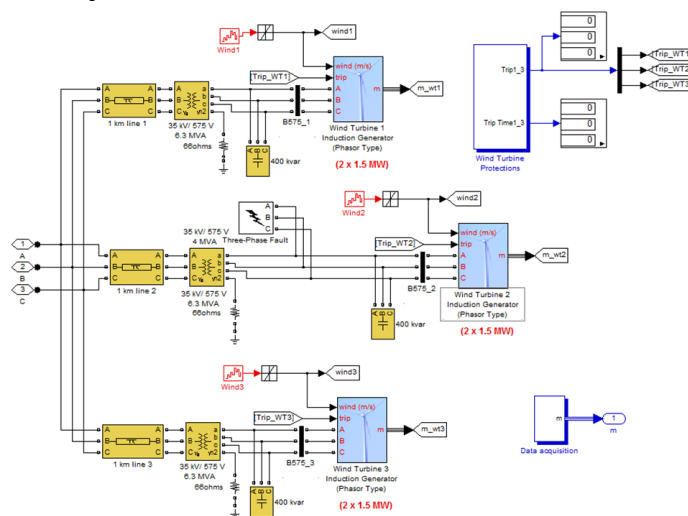 Wind1
wind1
[Trip_WT1]
wind (m/s)
trip
A
B
C
m
m_wt1
A
B
C
A
B
C
1 km line 1
A
B
C
a
b
c
n2
35 kV/ 575 V
6.3 MVA
66ohms
B575_1
A B C
400 kvar
Wind Turbine 1
Induction Generator
(Phasor Type)
(2 x 1.5 MW)
Trip1_3
Trip Time1_3
Wind Turbine
Protections
0
0
0
0
0
0
[Trip_WT1
[Trip_WT2
[Trip_WT3
Wind2
wind2
A
B
C
Three-Phase Fault
35 kV/ 575 V
4 MVA
[Trip_WT2]
wind (m/s)
trip
A
B
C
m
m_wt2
1
A
2
B
3
C
A
B
C
A
B
C
1 km line 2
A
B
C
a
b
c
n2
35 kV/ 575 V
6.3 MVA
66ohms
B575_2
A B C
400 kvar
Wind Turbine 2
Induction Generator
(Phasor Type)
(2 x 1.5 MW)
Wind3
wind3
[Trip_WT3]
wind (m/s)
trip
A
B
C
m
m_wt3
A
B
C
A
B
C
1 km line 3
A
B
C
a
b
c
n2
35 kV/ 575 V
6.3 MVA
66ohms
B575_3
A B C
400 kvar
Wind Turbine 3
Induction Generator
(Phasor Type)
(2 x 1.5 MW)
m
1
m
Data acquisition